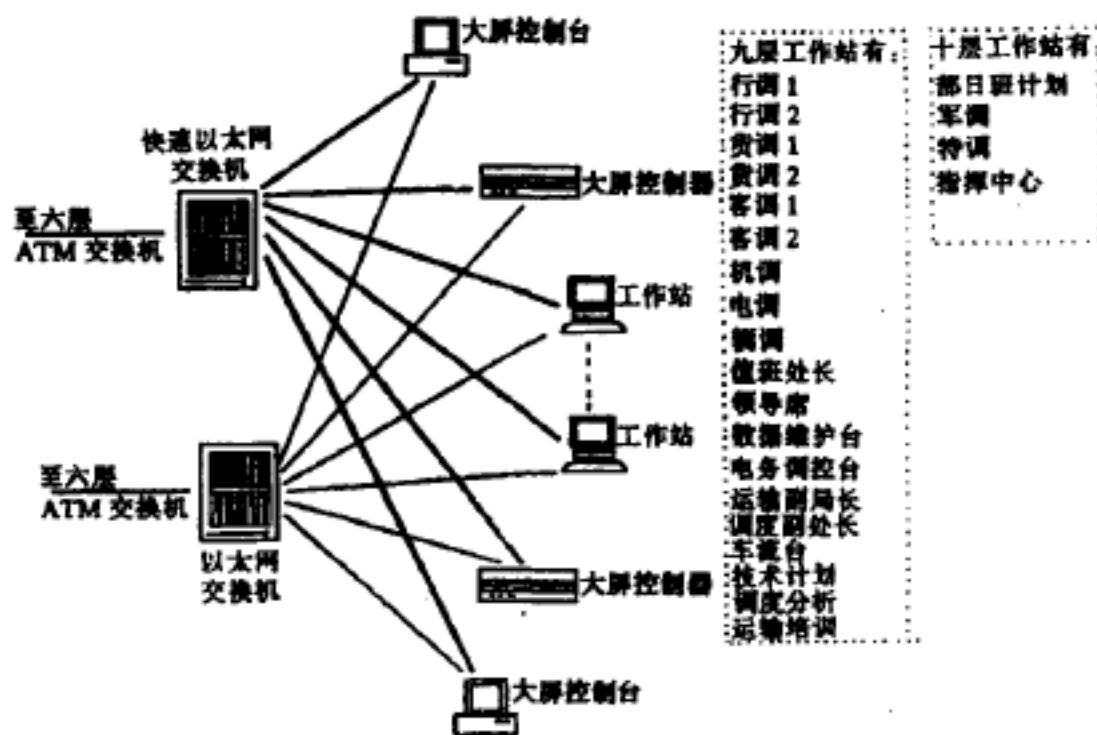 大屏控制台
快速以太网
交换机
至六层
ATM 交换机
大屏控制器
工作站
工作站
至六层
ATM 交换机
以太网
交换机
大屏控制器
大屏控制台
九层工作站有：
行调 1
行调 2
货调 1
货调 2
客调 1
客调 2
机调
电调
辆调
值班处长
领导席
数据维护台
电务调控台
运输副局长
调度副处长
车流台
技术计划
调度分析
运输培训
十层工作站有：
部日班计划
军调
特调
指挥中心